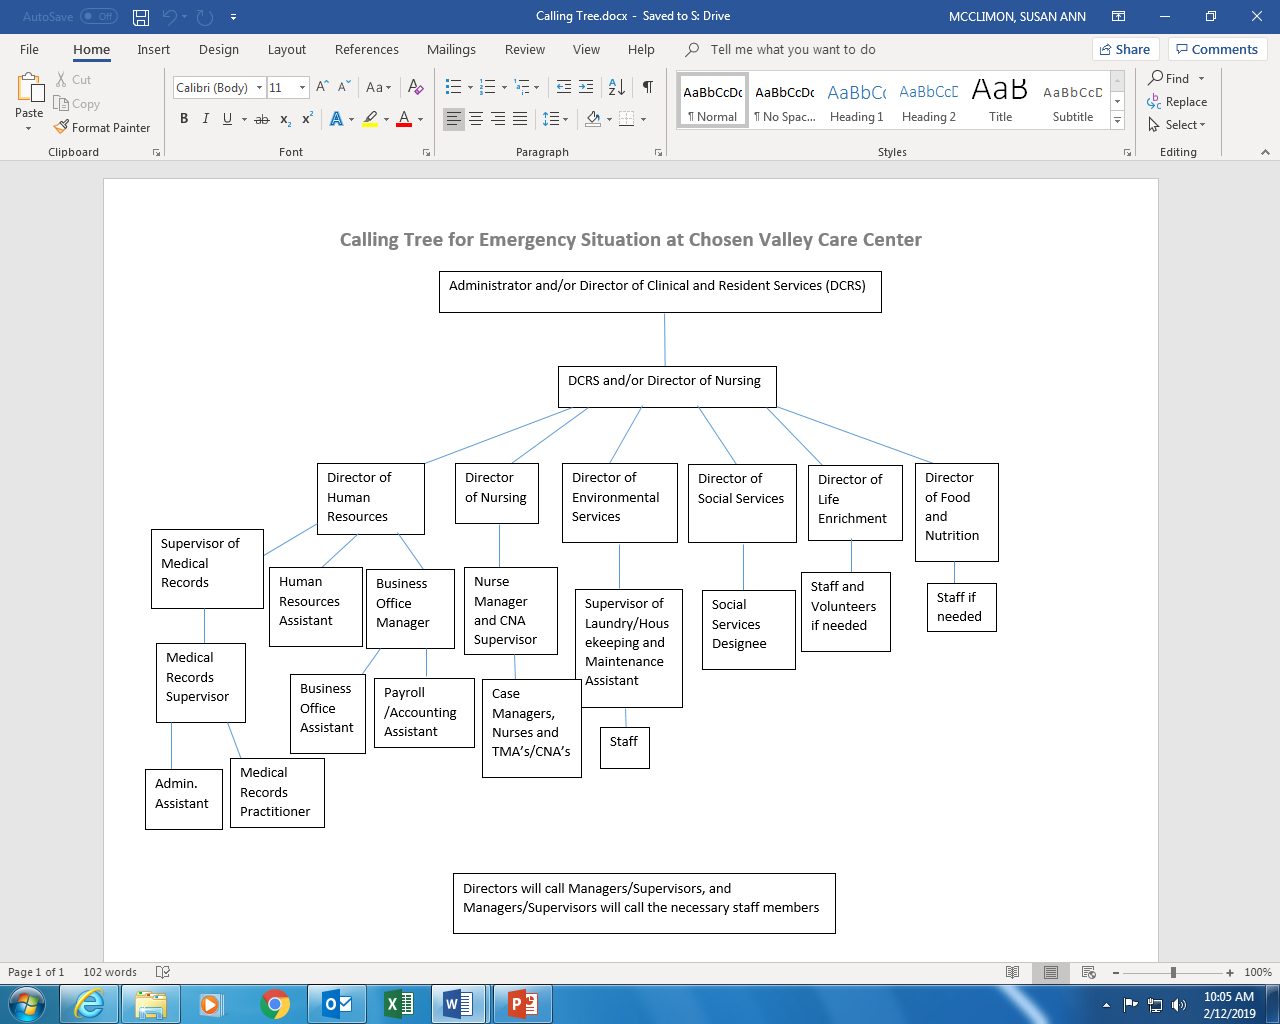 AutoSave Off
Calling Tree.docx - Saved to S: Drive
MCCLIMON, SUSAN ANN
File Home Insert Design Layout References Mailings Review View Help Tell me what you want to do
Share Comments
Paste
Cut
Copy
Format Painter
Clipboard
Calibri (Body) 11
Font
Paragraph
AaBbCcDc AaBbCcDc AaBbCc AaBbCcD AaB AaBbCcD
¶ Normal ¶ No Spac... Heading 1 Heading 2 Title Subtitle
Styles
Find
Replace
Select
Editing
Calling Tree for Emergency Situation at Chosen Valley Care Center
Administrator and/or Director of Clinical and Resident Services (DCRS)
DCRS and/or Director of Nursing
Director of
Human
Resources
Director
of Nursing
Director of
Environmental
Services
Director of
Social Services
Director of
Life
Enrichment
Director
of Food
and
Nutrition
Supervisor of
Medical
Records
Human
Resources
Assistant
Business
Office
Manager
Nurse
Manager
and CNA
Supervisor
Supervisor of
Laundry/Hous
ekeeping and
Maintenance
Assistant
Social
Services
Designee
Staff and
Volunteers
if needed
Staff if
needed
Medical
Records
Supervisor
Business
Office
Assistant
Payroll
/Accounting
Assistant
Case
Managers,
Nurses and
TMA's/CNA's
Staff
Admin.
Assistant
Medical
Records
Practitioner
Directors will call Managers/Supervisors, and
Managers/Supervisors will call the necessary staff members
Page 1 of 1 102 words
100%
10:05 AM
2/12/2019